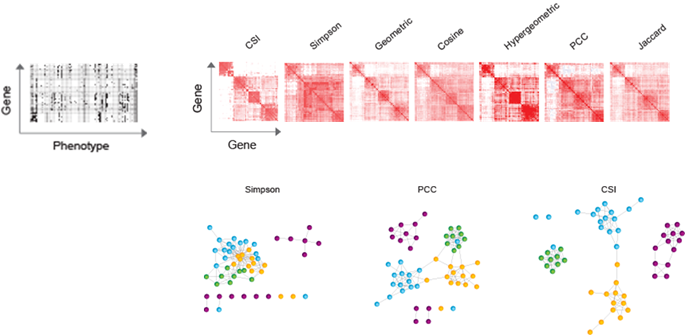 CSI
Simpson
Geometric
Cosine
Hypergeometric
PCC
Jaccard
Gene
Phenotype
Gene
Gene
Simpson
PCC
CSI